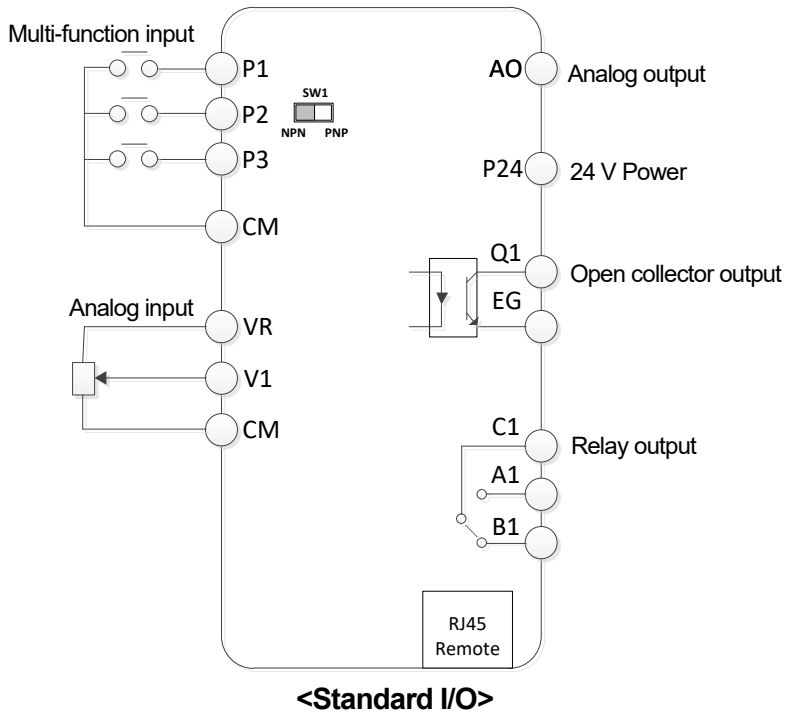 Multi-function input
P1
P2
P3
CM
SW1
NPN PNP
Analog input
VR
V1
CM
AO Analog output
P24 24 V Power
Q1
Open collector output
EG
C1
Relay output
A1
B1
RJ45
Remote
<Standard I/O>